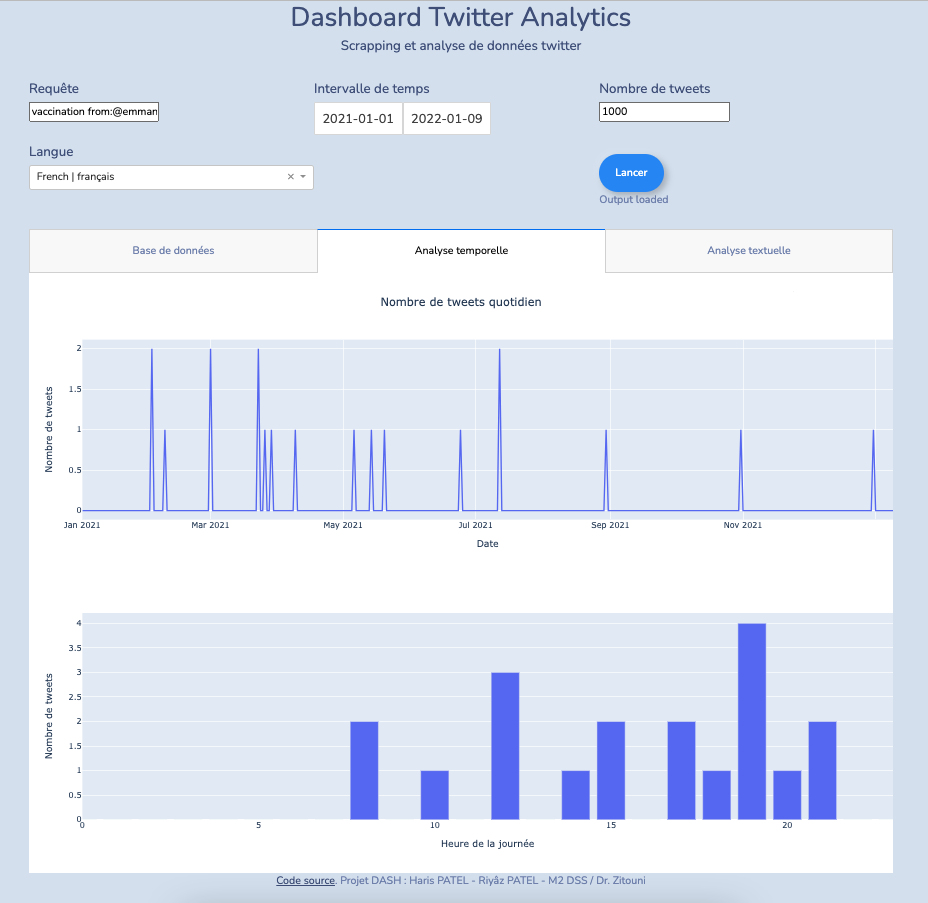 Dashboard Twitter Analytics
Scrapping et analyse de données twitter
Requête
Intervalle de temps
Nombre de tweets
vaccination from:@emman
2021-01-01
2022-01-09
1000
Langue
French | français
Lancer
Output loaded
Base de données
Analyse temporelle
Analyse textuelle
Nombre de tweets quotidien
2
1.5
1
0.5
0
Nombre de tweets
Jan 2021
Mar 2021
May 2021
Jul 2021
Sep 2021
Nov 2021
Date
4
3.5
3
2.5
2
1.5
1
0.5
0
Nombre de tweets
0
5
10
15
20
Heure de la journée
Code source. Projet DASH : Haris PATEL - Riyâz PATEL - M2 DSS / Dr. Zitouni